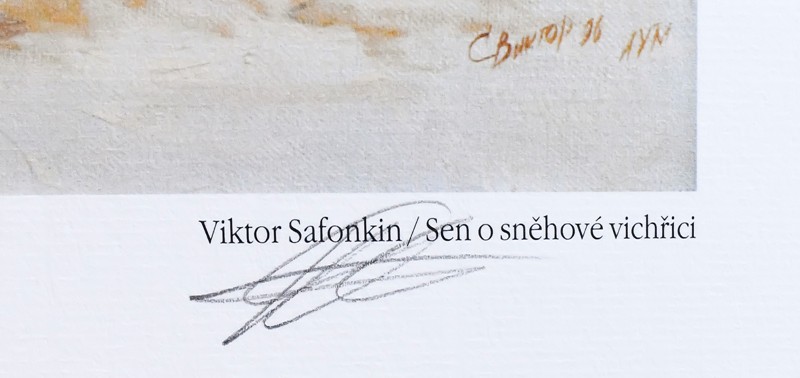 СВиктор 96
Viktor Safonkin / Sen o sněhové vichřici